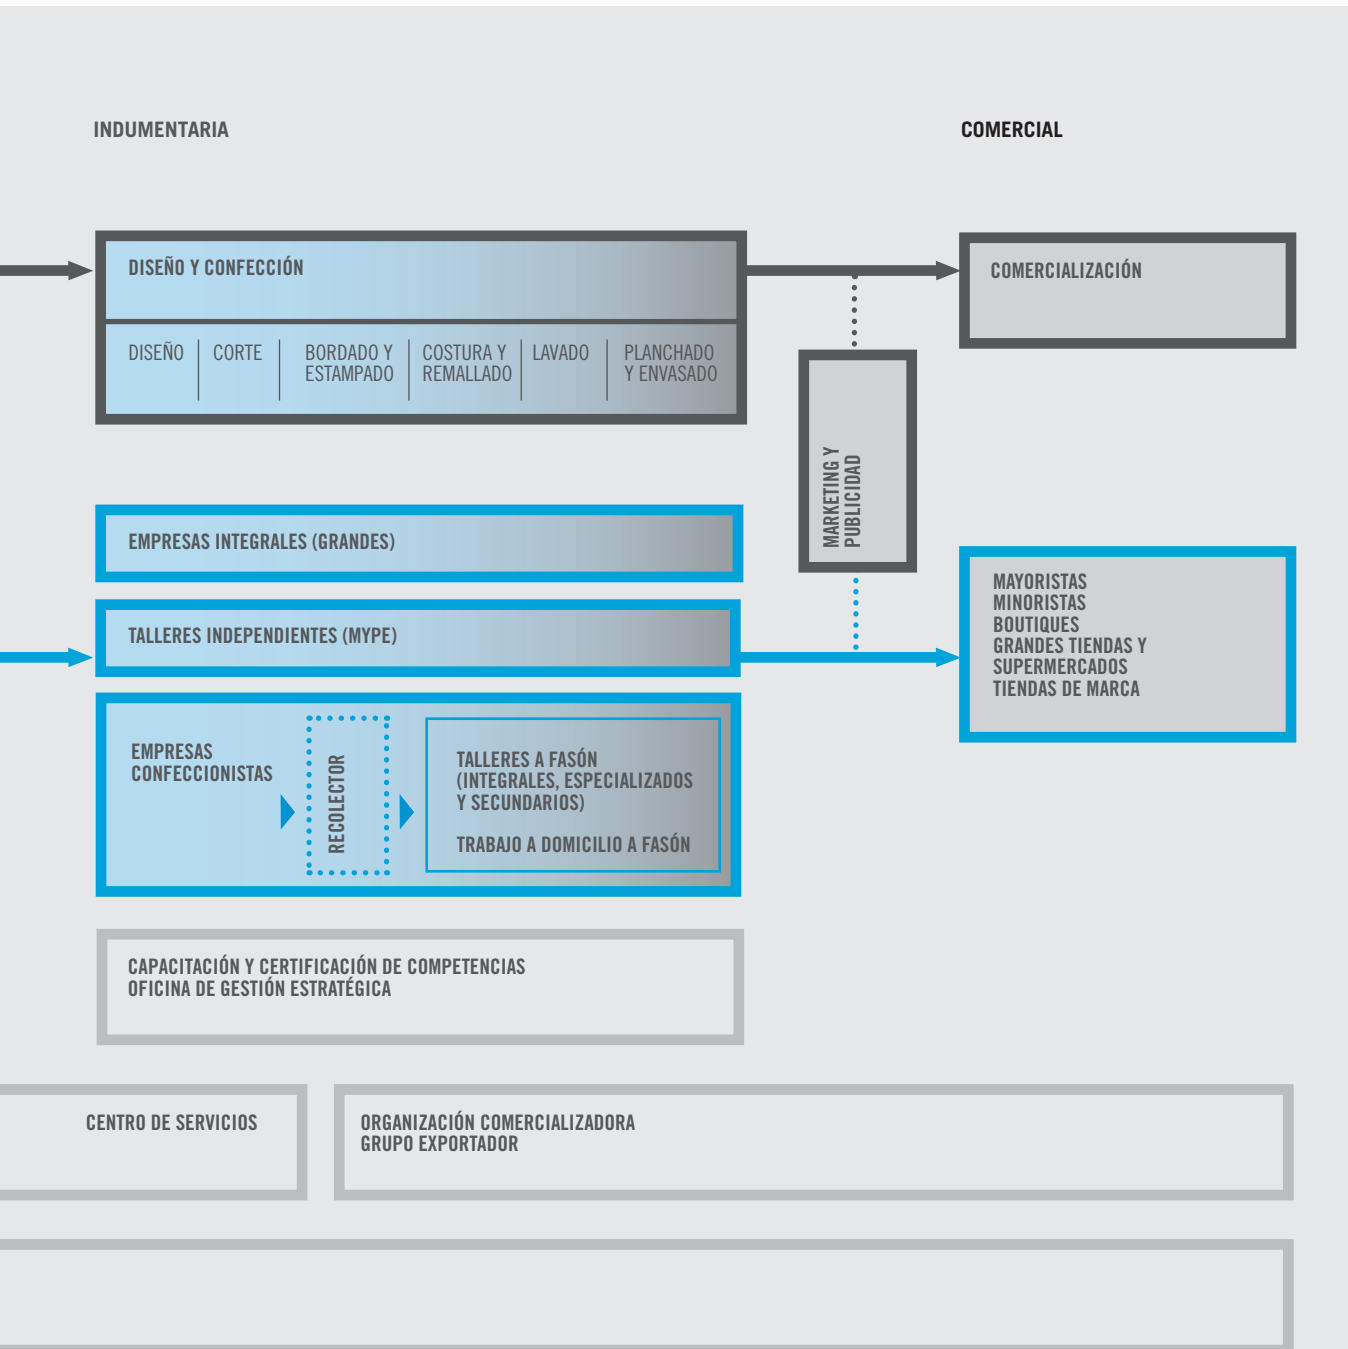 INDUMENTARIA
COMERCIAL
DISEÑO Y CONFECCIÓN
DISEÑO
CORTE
BORDADO Y
ESTAMPADO
COSTURA Y
REMALLADO
LAVADO
PLANCHADO
Y ENVASADO
COMERCIALIZACIÓN
MARKETING Y
PUBLICIDAD
EMPRESAS INTEGRALES (GRANDES)
TALLERES INDEPENDIENTES (MYPE)
MAYORISTAS
MINORISTAS
BOUTIQUES
GRANDES TIENDAS Y
SUPERMERCADOS
TIENDAS DE MARCA
EMPRESAS
CONFECCIONISTAS
RECOLECTOR
TALLERES A FASÓN
(INTEGRALES, ESPECIALIZADOS
Y SECUNDARIOS)
TRABAJO A DOMICILIO A FASÓN
CAPACITACIÓN Y CERTIFICACIÓN DE COMPETENCIAS
OFICINA DE GESTIÓN ESTRATÉGICA
CENTRO DE SERVICIOS
ORGANIZACIÓN COMERCIALIZADORA
GRUPO EXPORTADOR